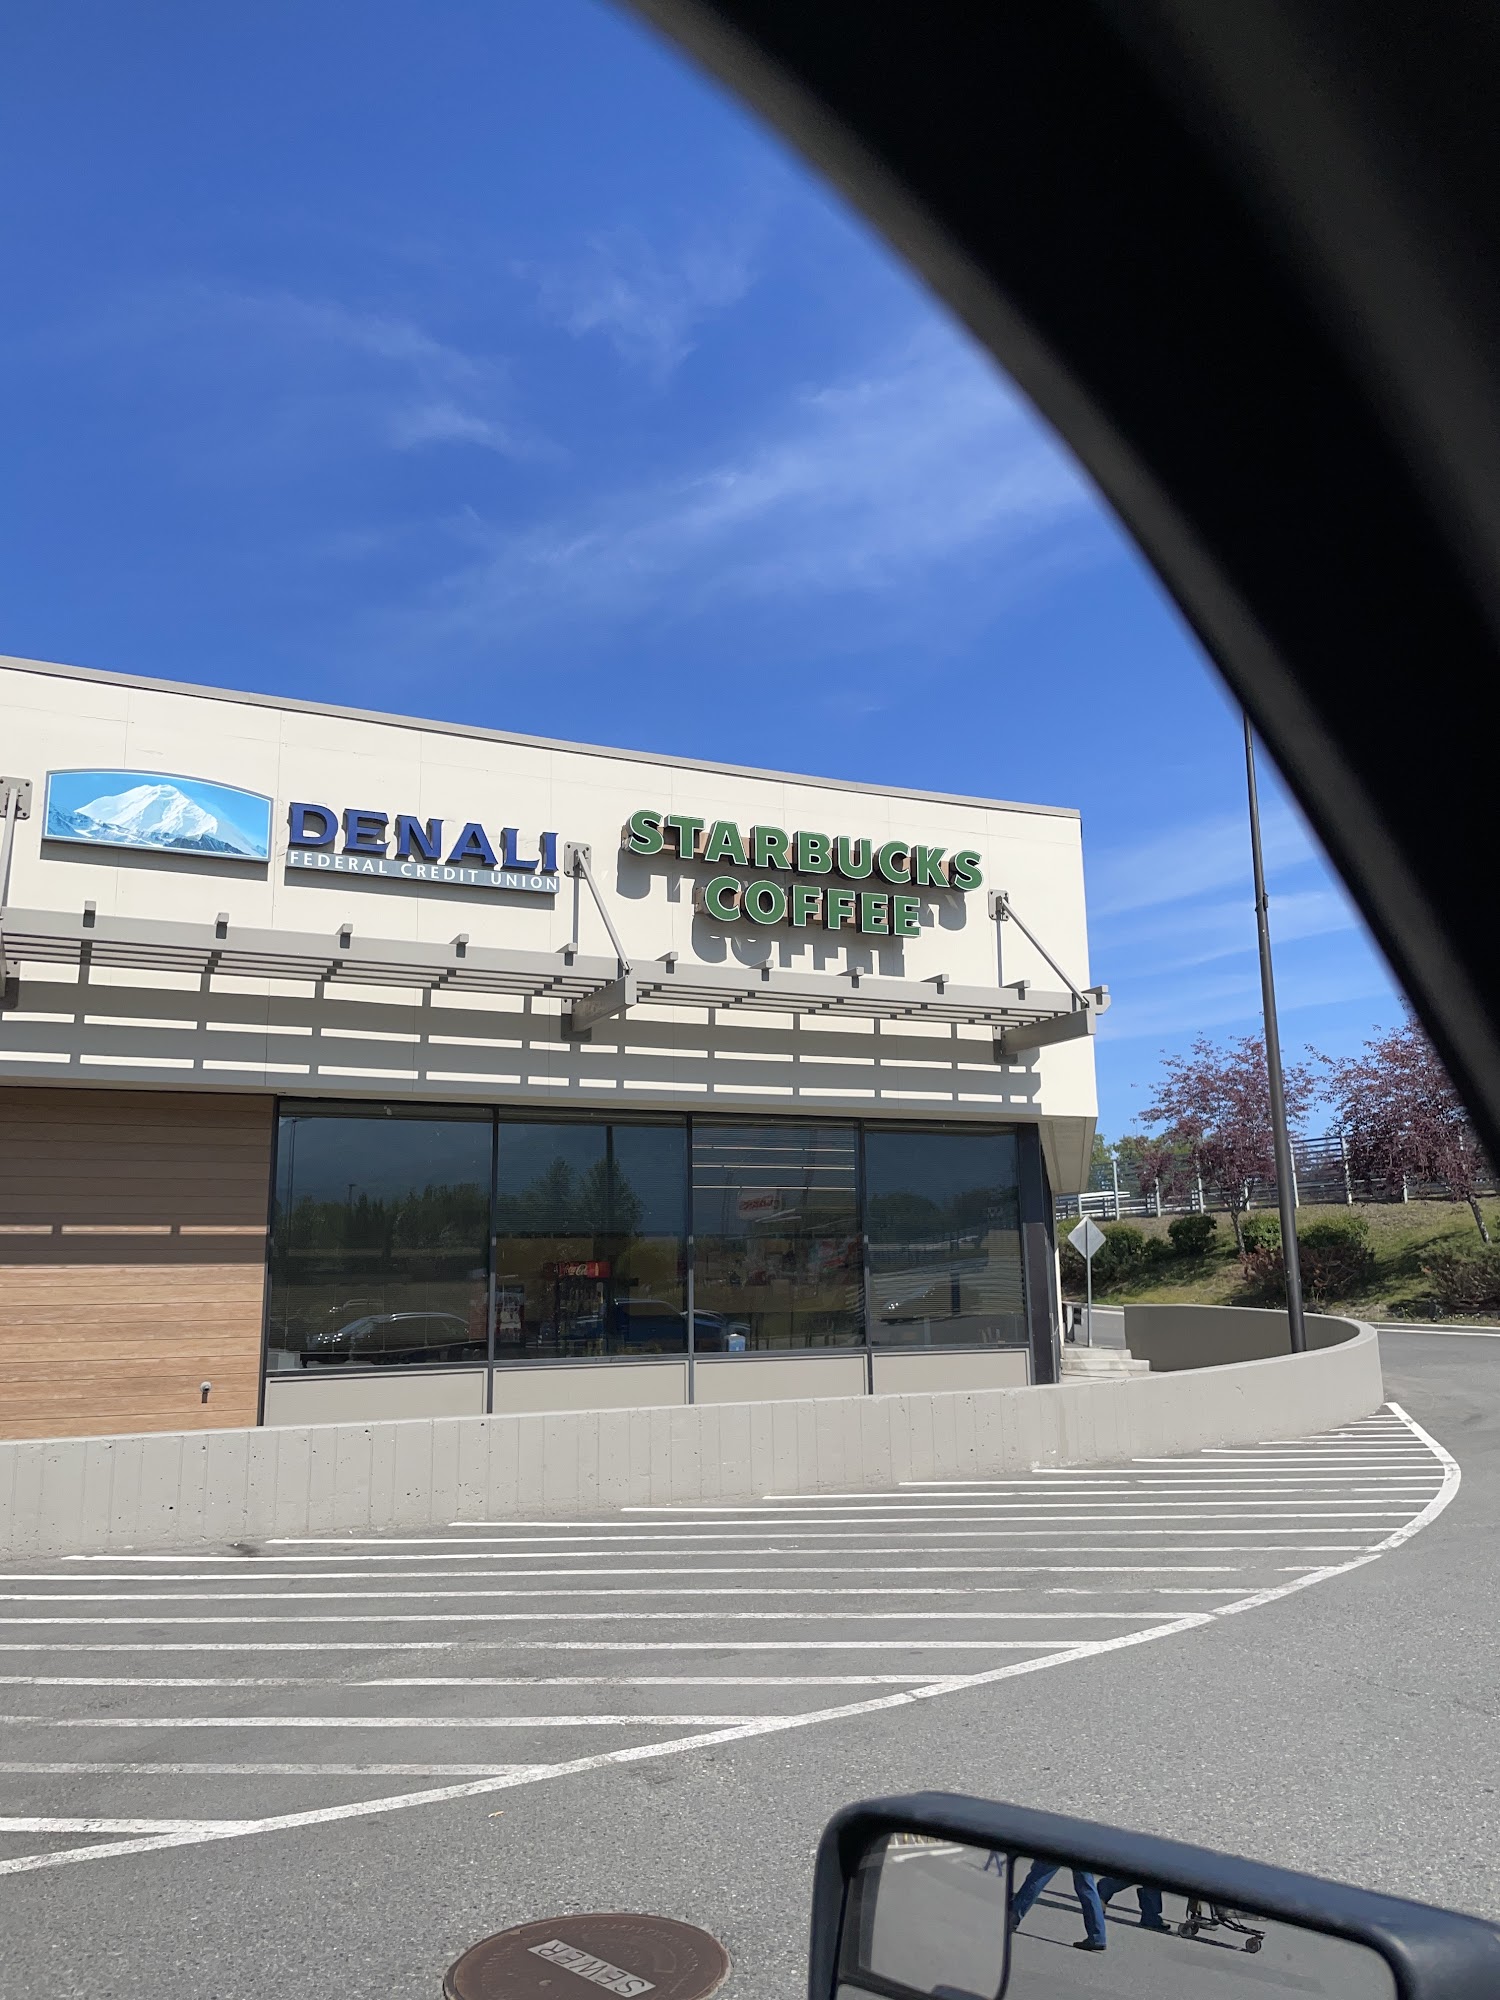 DENALI
FEDERAL CREDIT UNION
STARBUCKS
COFFEE
SEWER